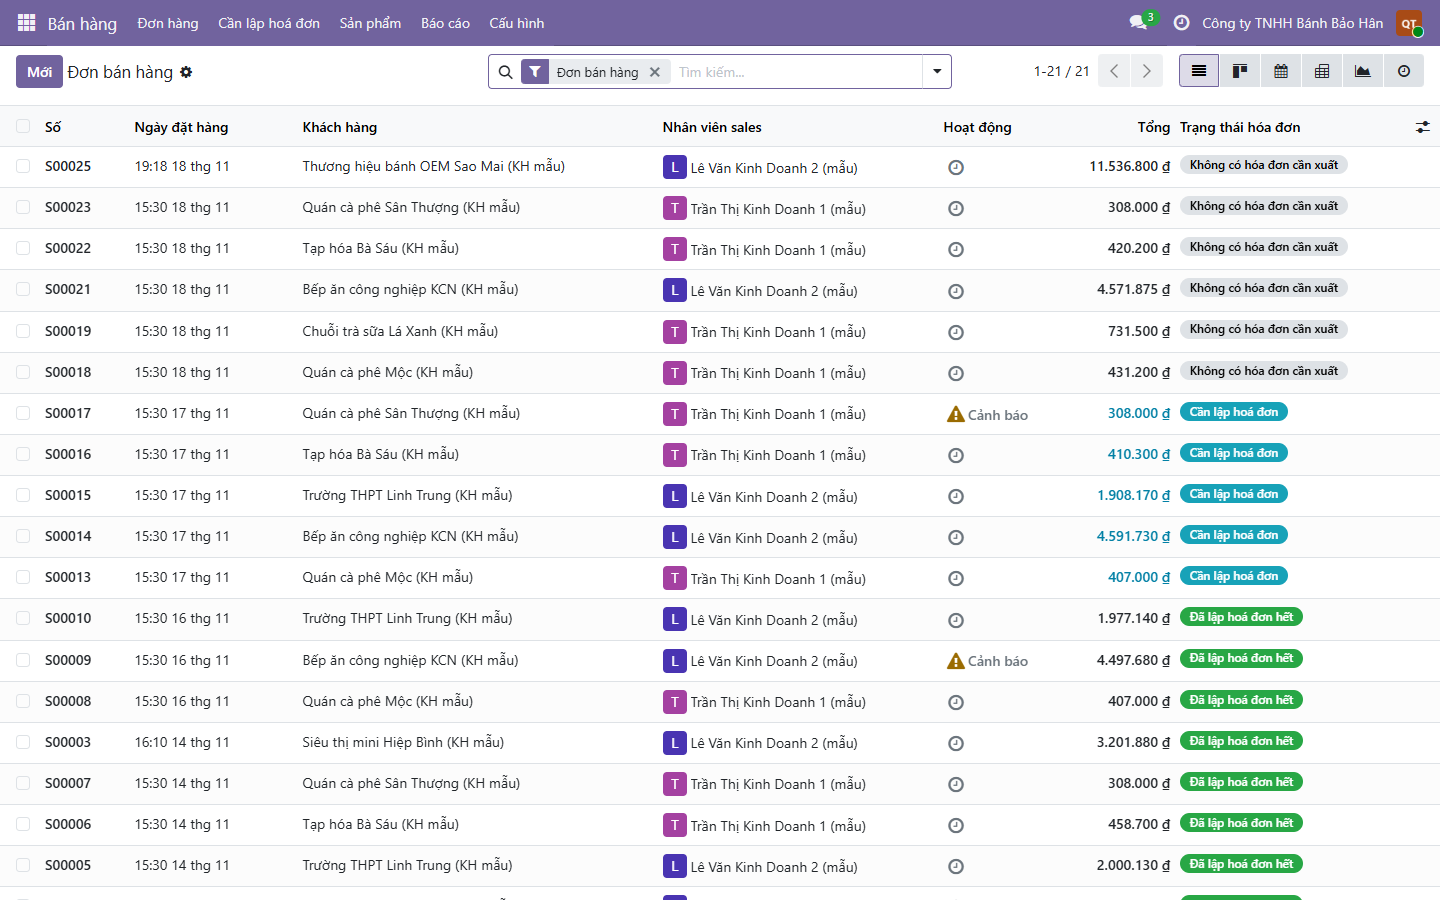 Bán hàng Đơn hàng Cần lập hoá đơn Sản phẩm Báo cáo Cấu hình 3 Công ty TNHH Bánh Bảo Hân QT
Mới Đơn bán hàng Đơn bán hàng Tìm kiếm... 1-21 / 21
Số Ngày đặt hàng Khách hàng Nhân viên sales Hoạt động Tổng Trạng thái hóa đơn
S00025 19:18 18 thg 11 Thương hiệu bánh OEM Sao Mai (KH mẫu) L Lê Văn Kinh Doanh 2 (mẫu) 11.536.800 ₫ Không có hóa đơn cần xuất
S00023 15:30 18 thg 11 Quán cà phê Sân Thượng (KH mẫu) T Trần Thị Kinh Doanh 1 (mẫu) 308.000 ₫ Không có hóa đơn cần xuất
S00022 15:30 18 thg 11 Tạp hóa Bà Sáu (KH mẫu) T Trần Thị Kinh Doanh 1 (mẫu) 420.200 ₫ Không có hóa đơn cần xuất
S00021 15:30 18 thg 11 Bếp ăn công nghiệp KCN (KH mẫu) L Lê Văn Kinh Doanh 2 (mẫu) 4.571.875 ₫ Không có hóa đơn cần xuất
S00019 15:30 18 thg 11 Chuỗi trà sữa Lá Xanh (KH mẫu) T Trần Thị Kinh Doanh 1 (mẫu) 731.500 ₫ Không có hóa đơn cần xuất
S00018 15:30 18 thg 11 Quán cà phê Mộc (KH mẫu) T Trần Thị Kinh Doanh 1 (mẫu) 431.200 ₫ Không có hóa đơn cần xuất
S00017 15:30 17 thg 11 Quán cà phê Sân Thượng (KH mẫu) T Trần Thị Kinh Doanh 1 (mẫu) Cảnh báo 308.000 ₫ Cần lập hoá đơn
S00016 15:30 17 thg 11 Tạp hóa Bà Sáu (KH mẫu) T Trần Thị Kinh Doanh 1 (mẫu) 410.300 ₫ Cần lập hoá đơn
S00015 15:30 17 thg 11 Trường THPT Linh Trung (KH mẫu) L Lê Văn Kinh Doanh 2 (mẫu) 1.908.170 ₫ Cần lập hoá đơn
S00014 15:30 17 thg 11 Bếp ăn công nghiệp KCN (KH mẫu) L Lê Văn Kinh Doanh 2 (mẫu) 4.591.730 ₫ Cần lập hoá đơn
S00013 15:30 17 thg 11 Quán cà phê Mộc (KH mẫu) T Trần Thị Kinh Doanh 1 (mẫu) 407.000 ₫ Cần lập hoá đơn
S00010 15:30 16 thg 11 Trường THPT Linh Trung (KH mẫu) L Lê Văn Kinh Doanh 2 (mẫu) 1.977.140 ₫ Đã lập hoá đơn hết
S00009 15:30 16 thg 11 Bếp ăn công nghiệp KCN (KH mẫu) L Lê Văn Kinh Doanh 2 (mẫu) Cảnh báo 4.497.680 ₫ Đã lập hoá đơn hết
S00008 15:30 16 thg 11 Quán cà phê Mộc (KH mẫu) T Trần Thị Kinh Doanh 1 (mẫu) 407.000 ₫ Đã lập hoá đơn hết
S00003 16:10 14 thg 11 Siêu thị mini Hiệp Bình (KH mẫu) L Lê Văn Kinh Doanh 2 (mẫu) 3.201.880 ₫ Đã lập hoá đơn hết
S00007 15:30 14 thg 11 Quán cà phê Sân Thượng (KH mẫu) T Trần Thị Kinh Doanh 1 (mẫu) 308.000 ₫ Đã lập hoá đơn hết
S00006 15:30 14 thg 11 Tạp hóa Bà Sáu (KH mẫu) T Trần Thị Kinh Doanh 1 (mẫu) 458.700 ₫ Đã lập hoá đơn hết
S00005 15:30 14 thg 11 Trường THPT Linh Trung (KH mẫu) L Lê Văn Kinh Doanh 2 (mẫu) 2.000.130 ₫ Đã lập hoá đơn hết